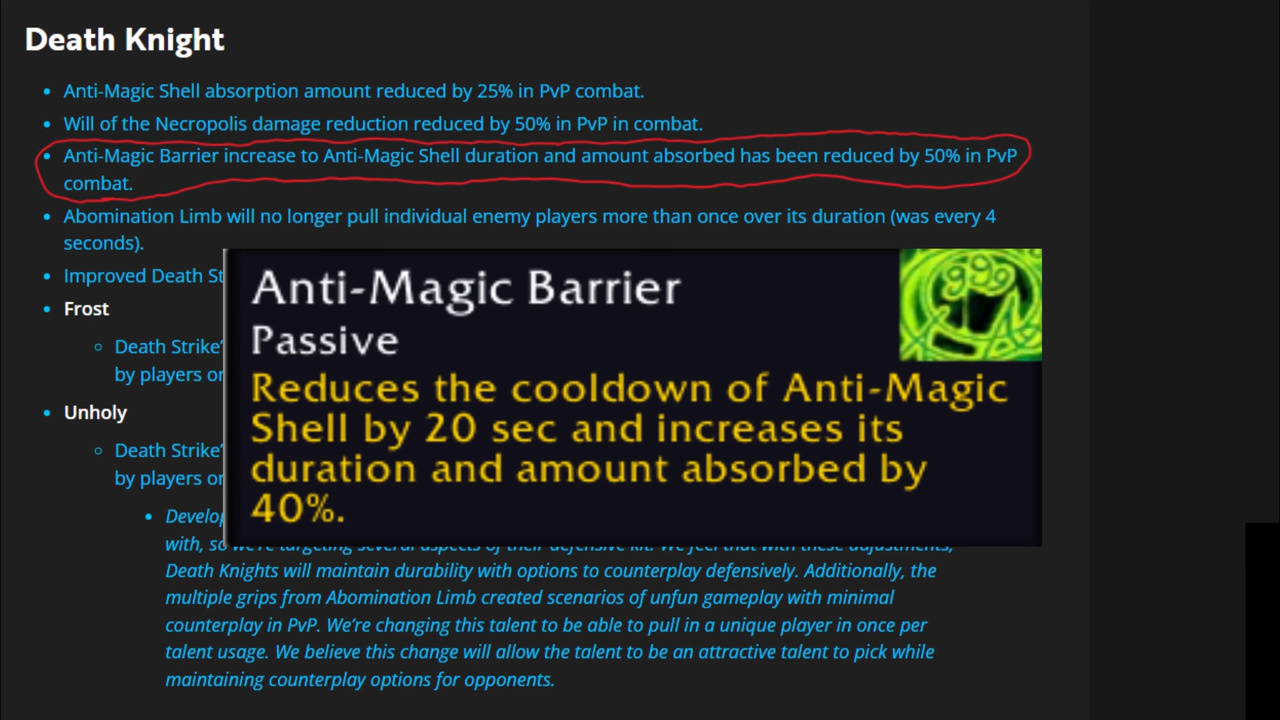 Death Knight
Anti-Magic Shell absorption amount reduced by 25% in PvP combat.
Will of the Necropolis damage reduction reduced by 50% in PvP in combat.
Anti-Magic Barrier increase to Anti-Magic Shell duration and amount absorbed has been reduced by 50% in PvP
combat.
Abomination Limb will no longer pull individual enemy players more than once over its duration (was every 4
seconds).
Improved Death
Frost
Death Strike'
by players
Unholy
Death Strike'
by players
Anti-Magic Barrier
Passive
Reduces the cooldown of Anti-Magic
Shell by 20 sec and increases its
duration and amount absorbed by
40%.
with, so we're targeting several aspects of their defensive kit. We feel that with these adjustments,
Death Knights will maintain durability with options to counterplay defensively. Additionally, the
multiple grips from Abomination Limb created scenarios of unfun gameplay with minimal
counterplay in PvP. We're changing this talent to be able to pull in a unique player in once per
talent usage. We believe this change will allow the talent to be an attractive talent to pick while
maintaining counterplay options for opponents.